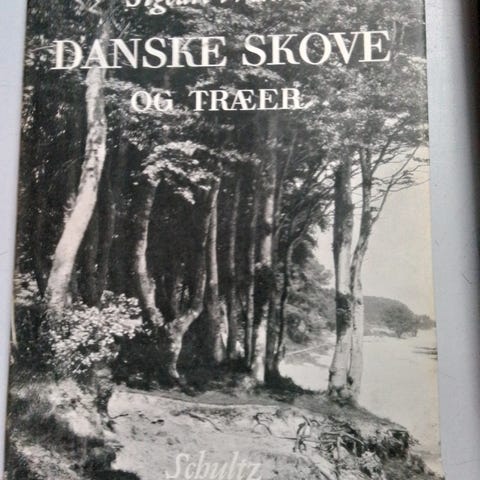 DANSKE SKOVE
OG TRÆER
Schultz